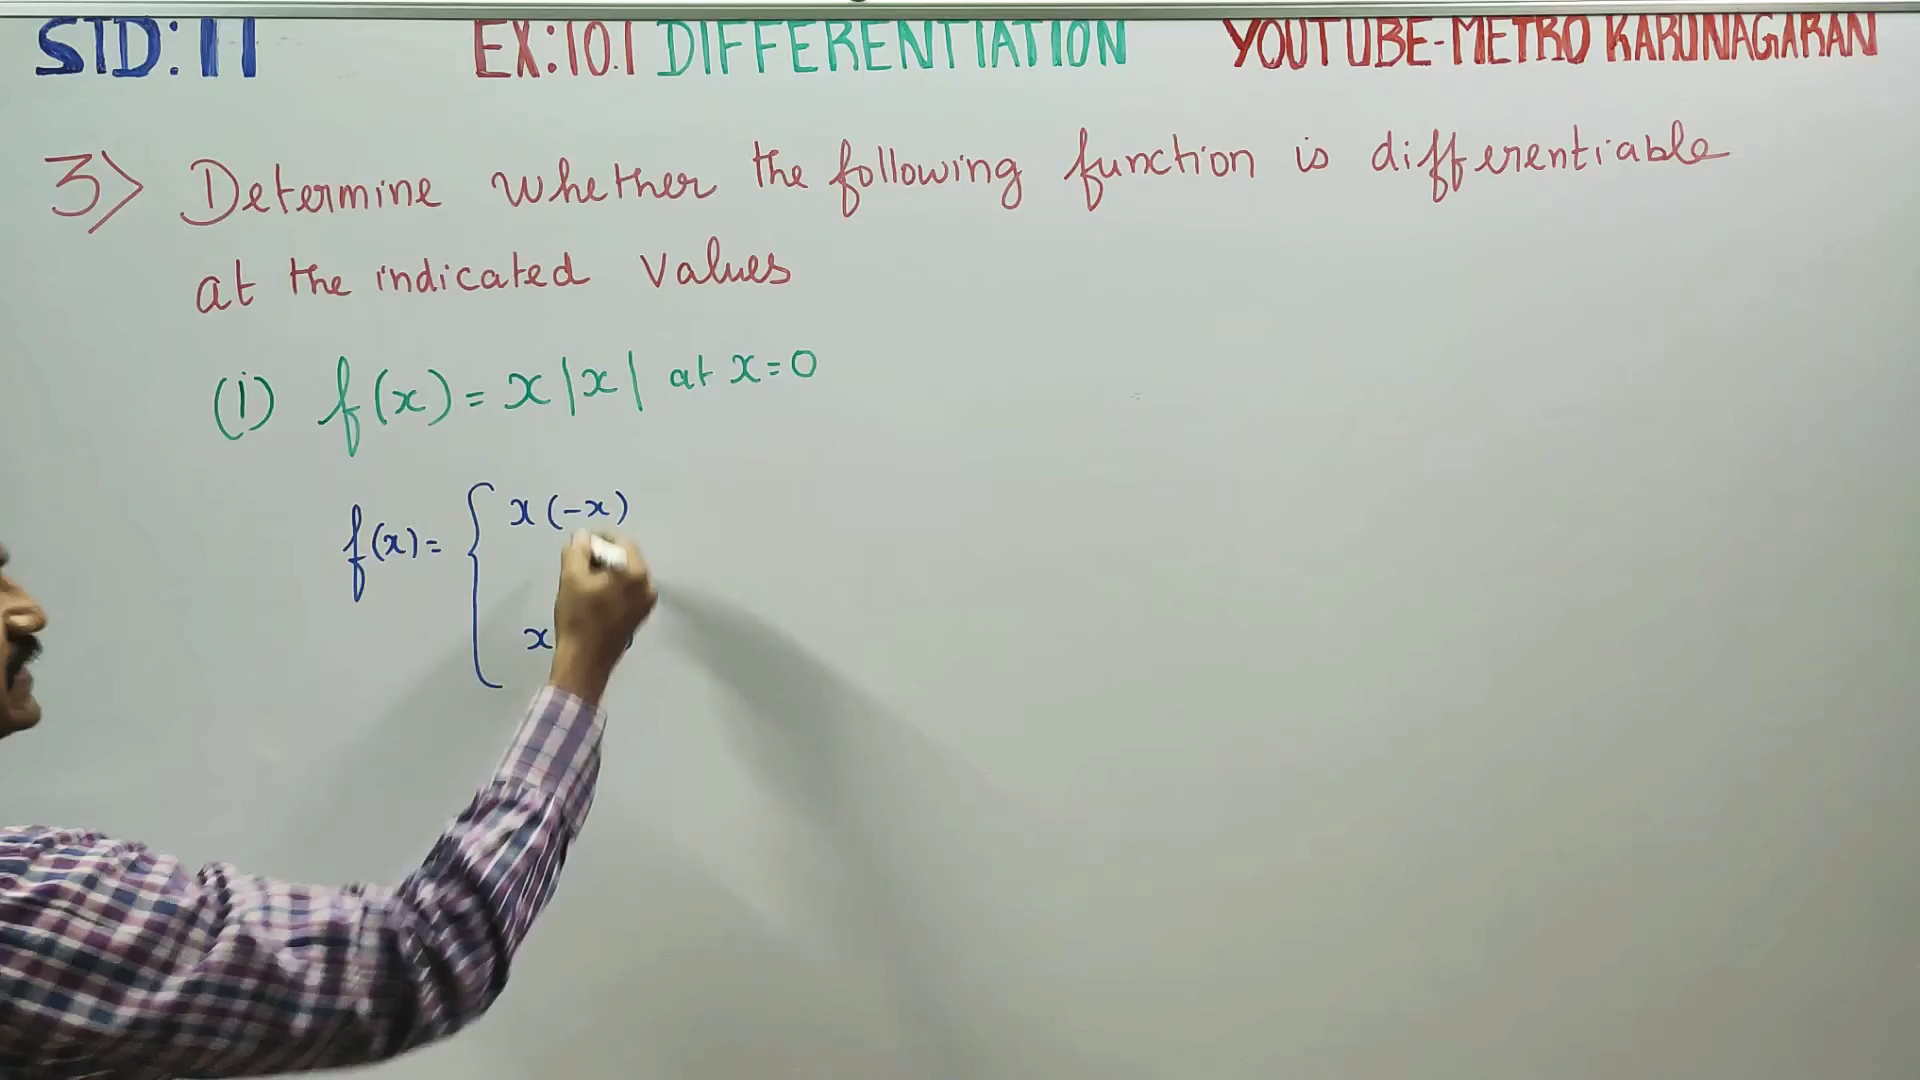 STD: 11 EX:10.1 DIFFERENTIATION YOUTUBE-METRO KARUNAGARAN
3) Determine whether the following function is differentiable
at the indicated values
(i) f(x) = x|x| at x=0
f(x) = { x(-x)
x